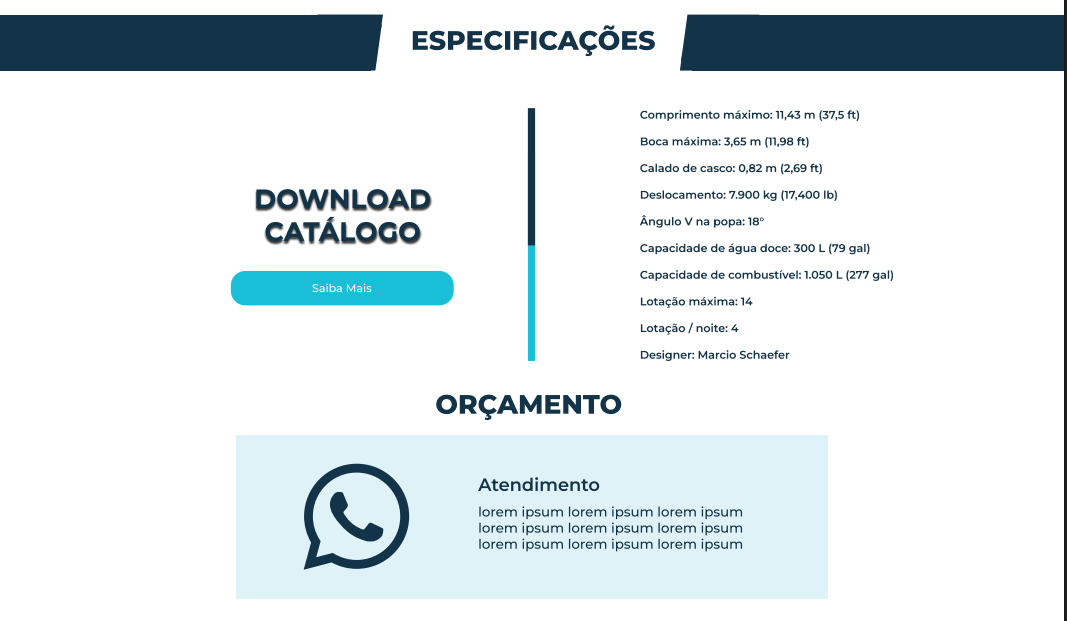 ESPECIFICAÇÕES
DOWNLOAD
CATÁLOGO
Saiba Mais
Comprimento máximo: 11,43 m (37,5 ft)
Boca máxima: 3,65 m (11,98 ft)
Calado de casco: 0,82 m (2,69 ft)
Deslocamento: 7.900 kg (17,400 lb)
Ângulo V na popa: 18°
Capacidade de água doce: 300 L (79 gal)
Capacidade de combustível: 1.050 L (277 gal)
Lotação máxima: 14
Lotação / noite: 4
Designer: Marcio Schaefer
ORÇAMENTO
Atendimento
lorem ipsum lorem ipsum lorem ipsum
lorem ipsum lorem ipsum lorem ipsum
lorem ipsum lorem ipsum lorem ipsum